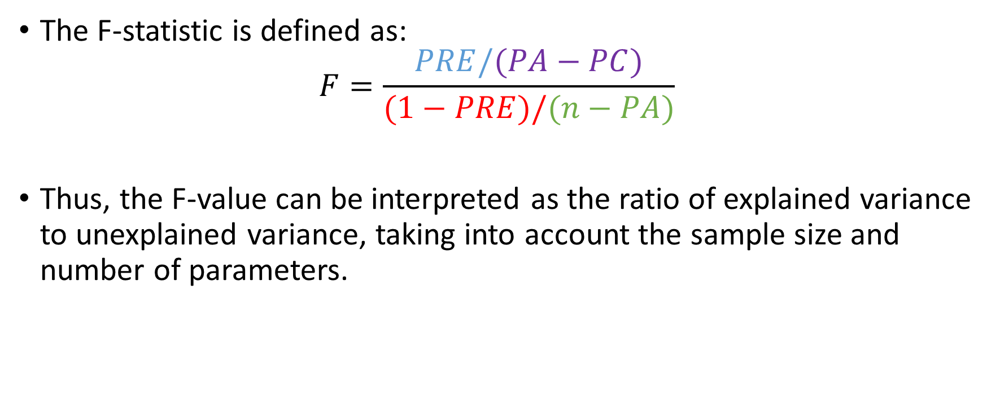 • The F-statistic is defined as:
PRE/(PA − PC)
F =
(1 − PRE)/(n − PA)
• Thus, the F-value can be interpreted as the ratio of explained variance
to unexplained variance, taking into account the sample size and
number of parameters.